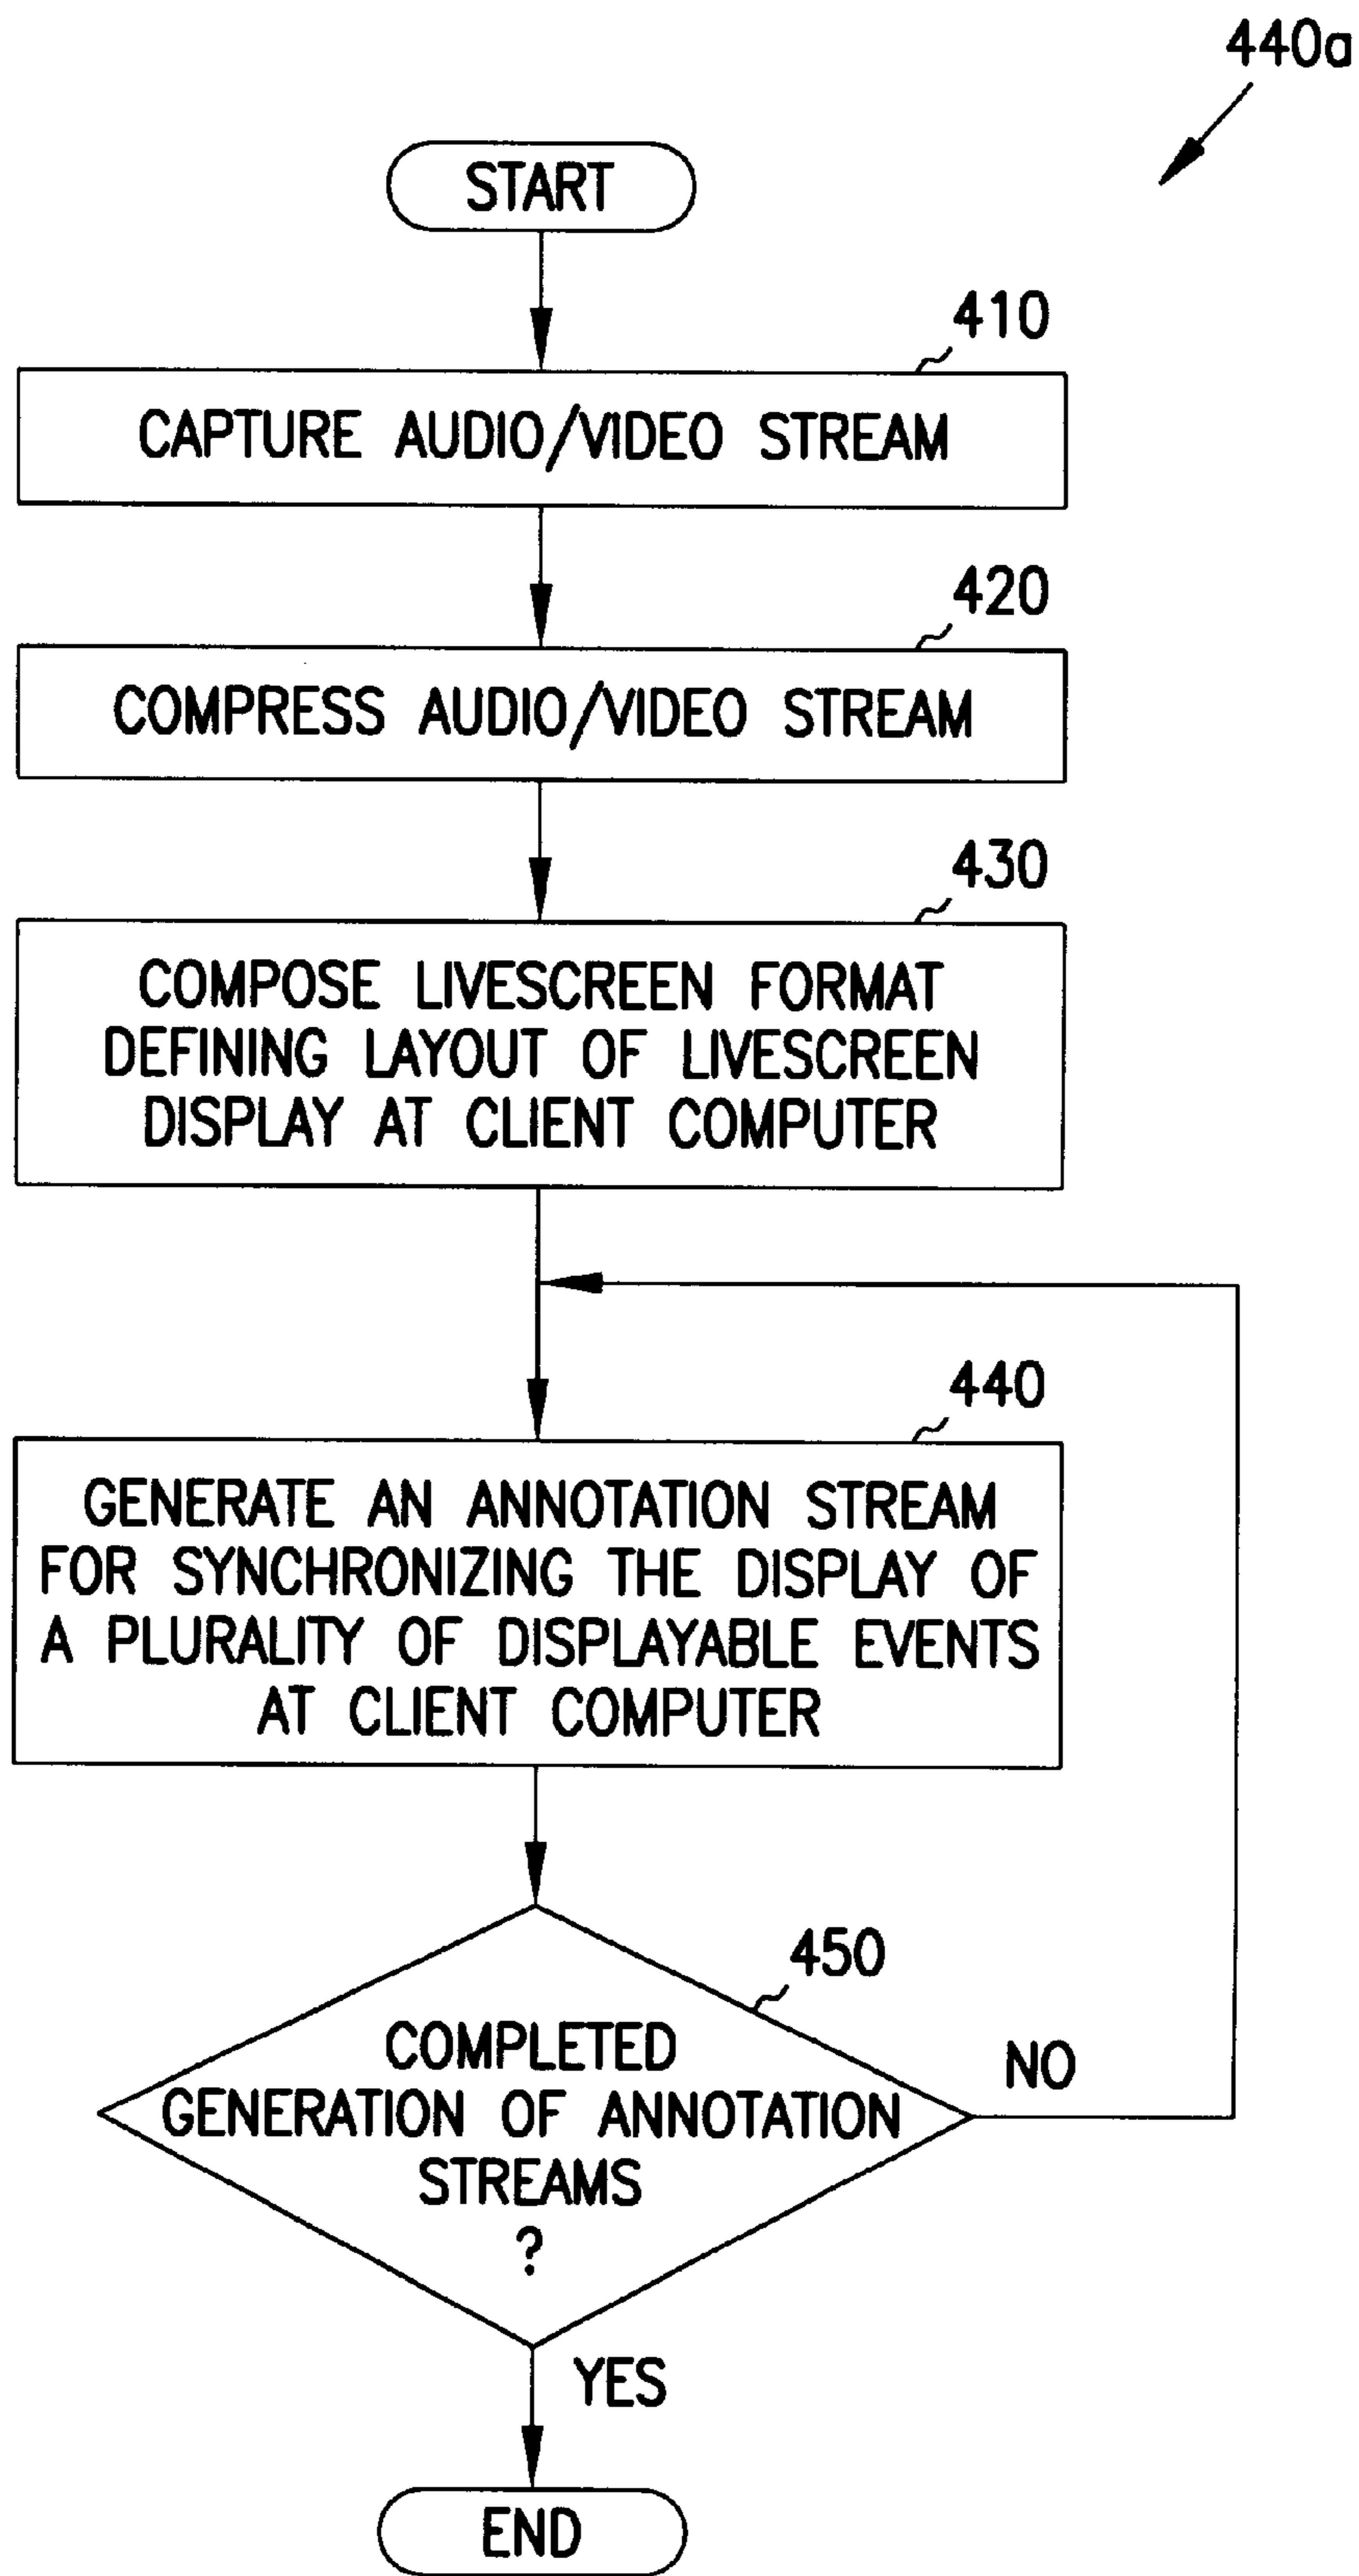 440a
START
410
CAPTURE AUDIO/VIDEO STREAM
420
COMPRESS AUDIO/VIDEO STREAM
430
COMPOSE LIVESCREEN FORMAT
DEFINING LAYOUT OF LIVESCREEN
DISPLAY AT CLIENT COMPUTER
440
GENERATE AN ANNOTATION STREAM
FOR SYNCHRONIZING THE DISPLAY OF
A PLURALITY OF DISPLAYABLE EVENTS
AT CLIENT COMPUTER
450
COMPLETED
GENERATION OF ANNOTATION
STREAMS
?
NO
YES
END